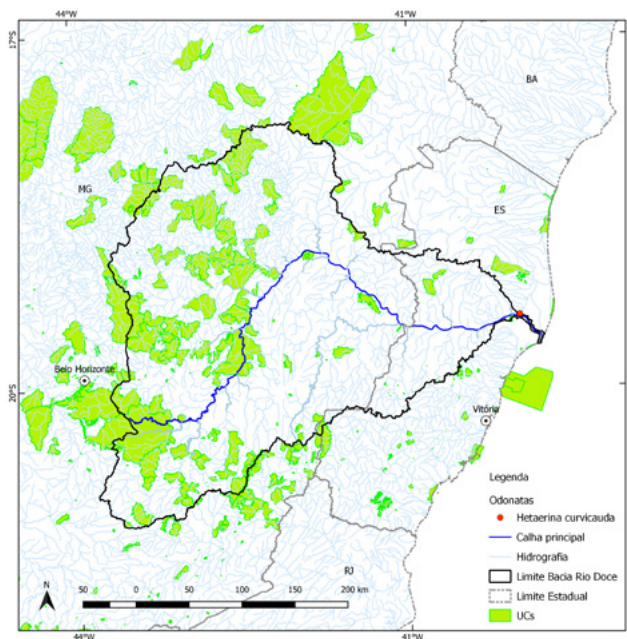 44°W
41°W
17°S
BA
MG
ES
Belo Horizonte
20°S
Vitória
Legenda
Odonatas
Hetaerina curvicauda
Calha principal
Hidrografia
Limite Bacia Rio Doce
Limite Estadual
UCs
RJ
N
50 0 50 100 150 200 km
44°W
41°W